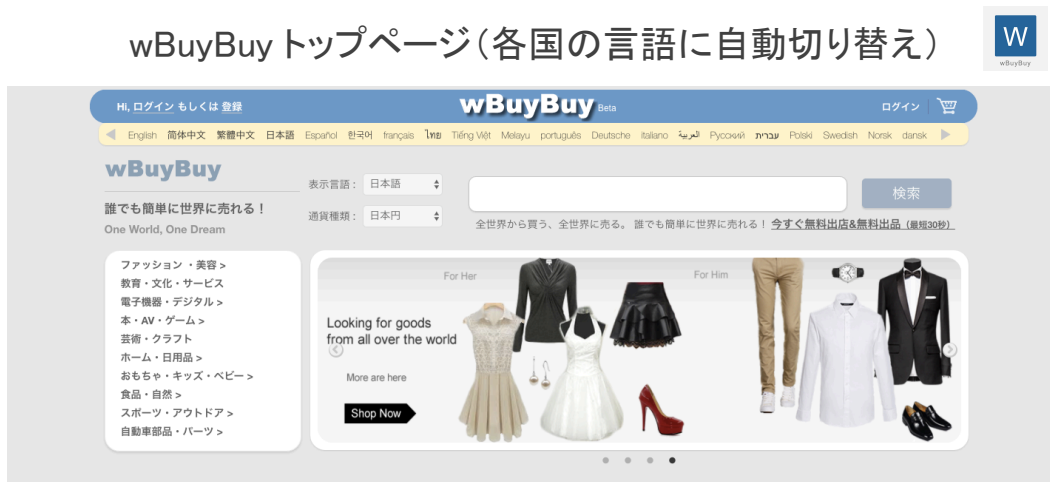 wBuyBuy トップページ（各国の言語に自動切り替え）
W
wBuyBuy
Hi, ログイン もしくは 登録
wBuyBuy Beta
ログイン
English 简体中文 繁體中文 日本語 Español 한국어 français ไทย Tiếng Việt Melayu português Deutsche italiano العربية Русский עברית Polski Swedish Norsk dansk
wBuyBuy
誰でも簡単に世界に売れる！
One World, One Dream
表示言語： 日本語
通貨種類： 日本円
検索
全世界から買う、全世界に売る。 誰でも簡単に世界に売れる！ 今すぐ無料出店&無料出品（最短30秒）
ファッション ・美容 >
教育・文化・サービス
電子機器・デジタル >
本・AV・ゲーム >
芸術・クラフト
ホーム・日用品 >
おもちゃ・キッズ・ベビー >
食品・自然 >
スポーツ・アウトドア >
自動車部品・パーツ >
For Her
For Him
Looking for goods
from all over the world
More are here
Shop Now